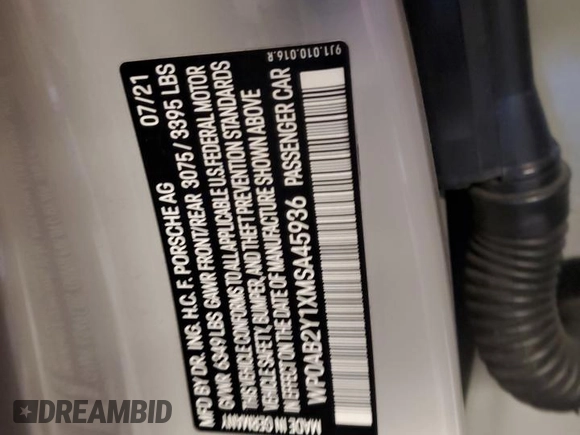 MFG BY DR. ING. H.C. F. PORSCHE AG 07/21
GVWR 6349 LBS GAWR FRONT/REAR 3075 / 3395 LBS
THIS VEHICLE CONFORMS TO ALL APPLICABLE U.S. FEDERAL MOTOR
VEHICLE SAFETY, BUMPER, AND THEFT PREVENTION STANDARDS
IN EFFECT ON THE DATE OF MANUFACTURE SHOWN ABOVE
WP0AB2Y1XMSA45936 PASSENGER CAR
MADE IN GERMANY
9J1.010.016.R
DREAMBID